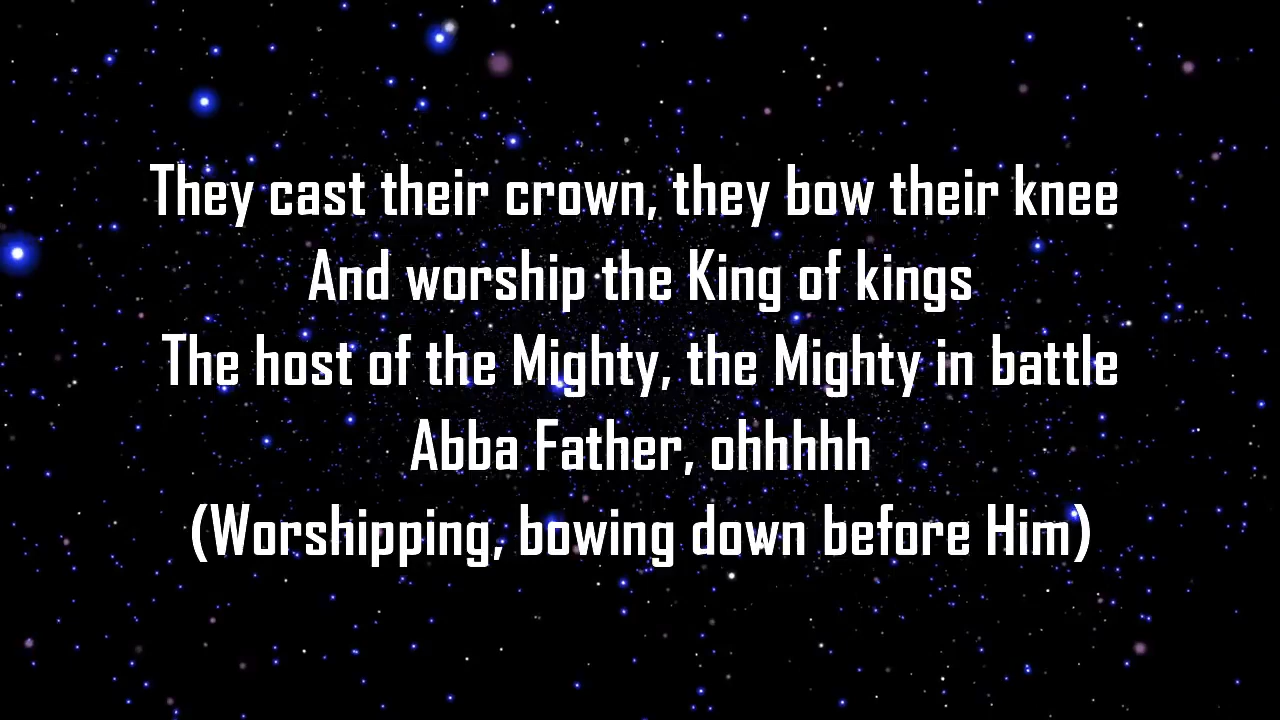 They cast their crown, they bow their knee
And worship the King of kings
The host of the Mighty, the Mighty in battle
Abba Father, ohhhhh
(Worshipping, bowing down before Him)